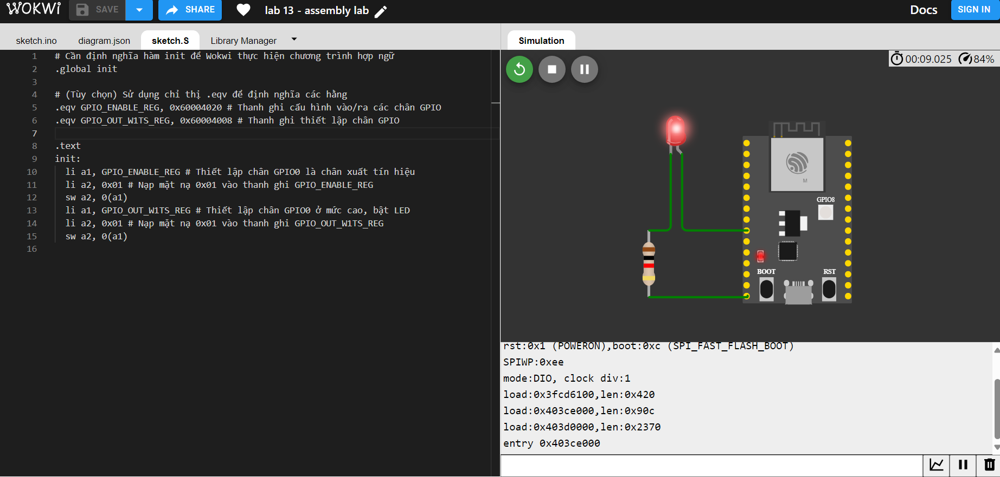 WOKWi
SAVE
SHARE
lab 13 - assembly lab
Docs
SIGN IN
sketch.ino
diagram.json
sketch.S
Library Manager
1 # Cần định nghĩa hàm init để Wokwi thực hiện chương trình hợp ngữ
2 .global init
3
4 # (Tùy chọn) Sử dụng chỉ thị .eqv để định nghĩa các hằng
5 .eqv GPIO_ENABLE_REG, 0x60004020 # Thanh ghi cấu hình vào/ra các chân GPIO
6 .eqv GPIO_OUT_W1TS_REG, 0x60004008 # Thanh ghi thiết lập chân GPIO
7
8 .text
9 init:
10 li a1, GPIO_ENABLE_REG # Thiết lập chân GPIO0 là chân xuất tín hiệu
11 li a2, 0x01 # Nạp mặt nạ 0x01 vào thanh ghi GPIO_ENABLE_REG
12 sw a2, 0(a1)
13 li a1, GPIO_OUT_W1TS_REG # Thiết lập chân GPIO0 ở mức cao, bật LED
14 li a2, 0x01 # Nạp mặt nạ 0x01 vào thanh ghi GPIO_OUT_W1TS_REG
15 sw a2, 0(a1)
16
Simulation
00:09.025 84%
GPIO8
M
BOOT
RST
rst:0x1 (POWERON),boot:0xc (SPI_FAST_FLASH_BOOT)
SPIWP:0xee
mode:DIO, clock div:1
load:0x3fcd6100,len:0x420
load:0x403ce000,len:0x90c
load:0x403d0000,len:0x2370
entry 0x403ce000